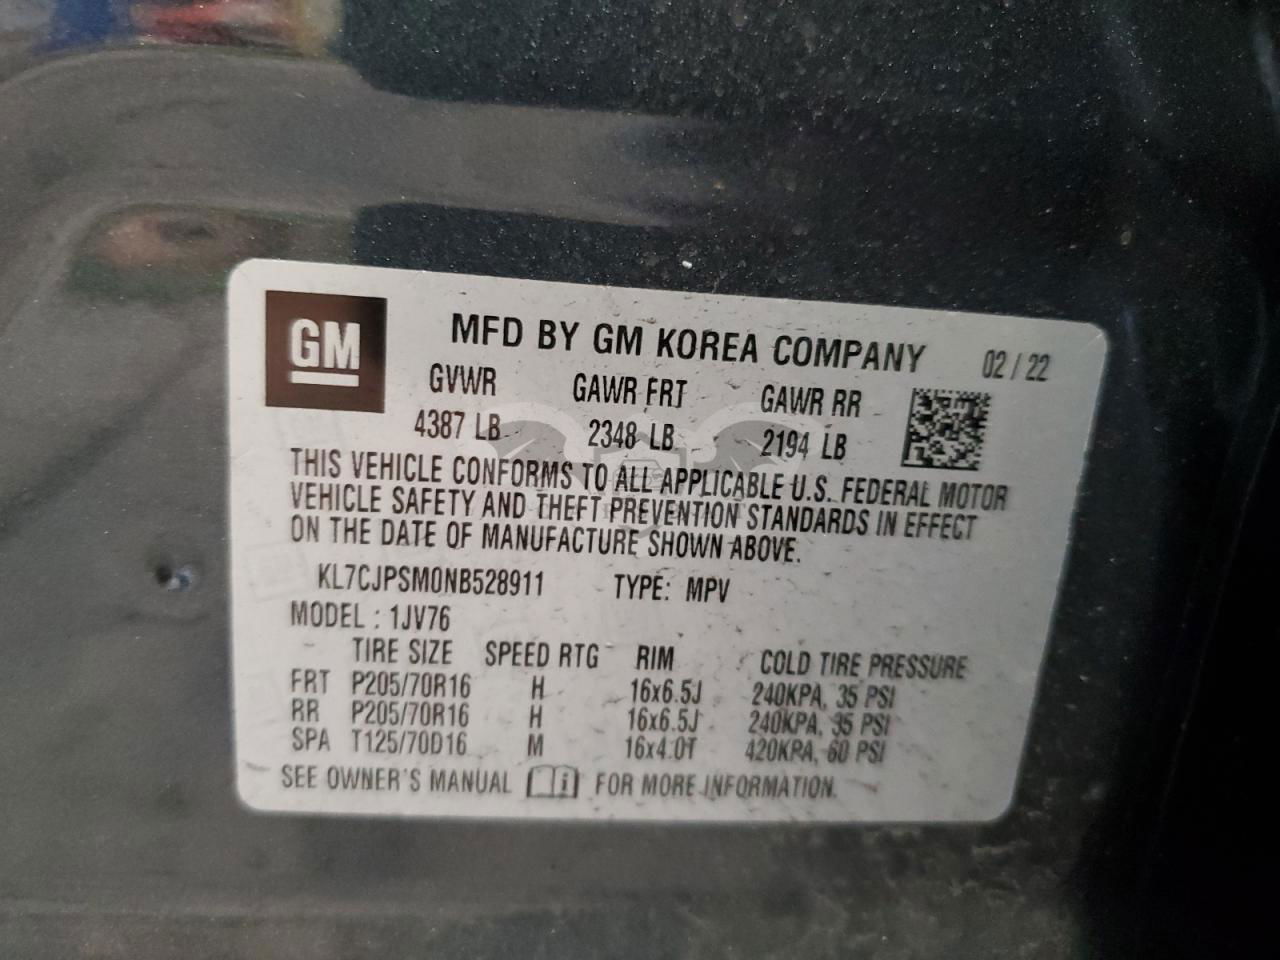 GM
MFD BY GM KOREA COMPANY 02 / 22
GVWR GAWR FRT GAWR RR
4387 LB 2348 LB 2194 LB
THIS VEHICLE CONFORMS TO ALL APPLICABLE U.S. FEDERAL MOTOR
VEHICLE SAFETY AND THEFT PREVENTION STANDARDS IN EFFECT
ON THE DATE OF MANUFACTURE SHOWN ABOVE.
KL7CJPSM0NB528911 TYPE: MPV
MODEL : 1JV76
TIRE SIZE SPEED RTG RIM COLD TIRE PRESSURE
FRT P205/70R16 H 16x6.5J 240KPA, 35 PSI
RR P205/70R16 H 16x6.5J 240KPA, 35 PSI
SPA T125/70D16 M 16x4.0T 420KPA, 60 PSI
SEE OWNER'S MANUAL i FOR MORE INFORMATION.